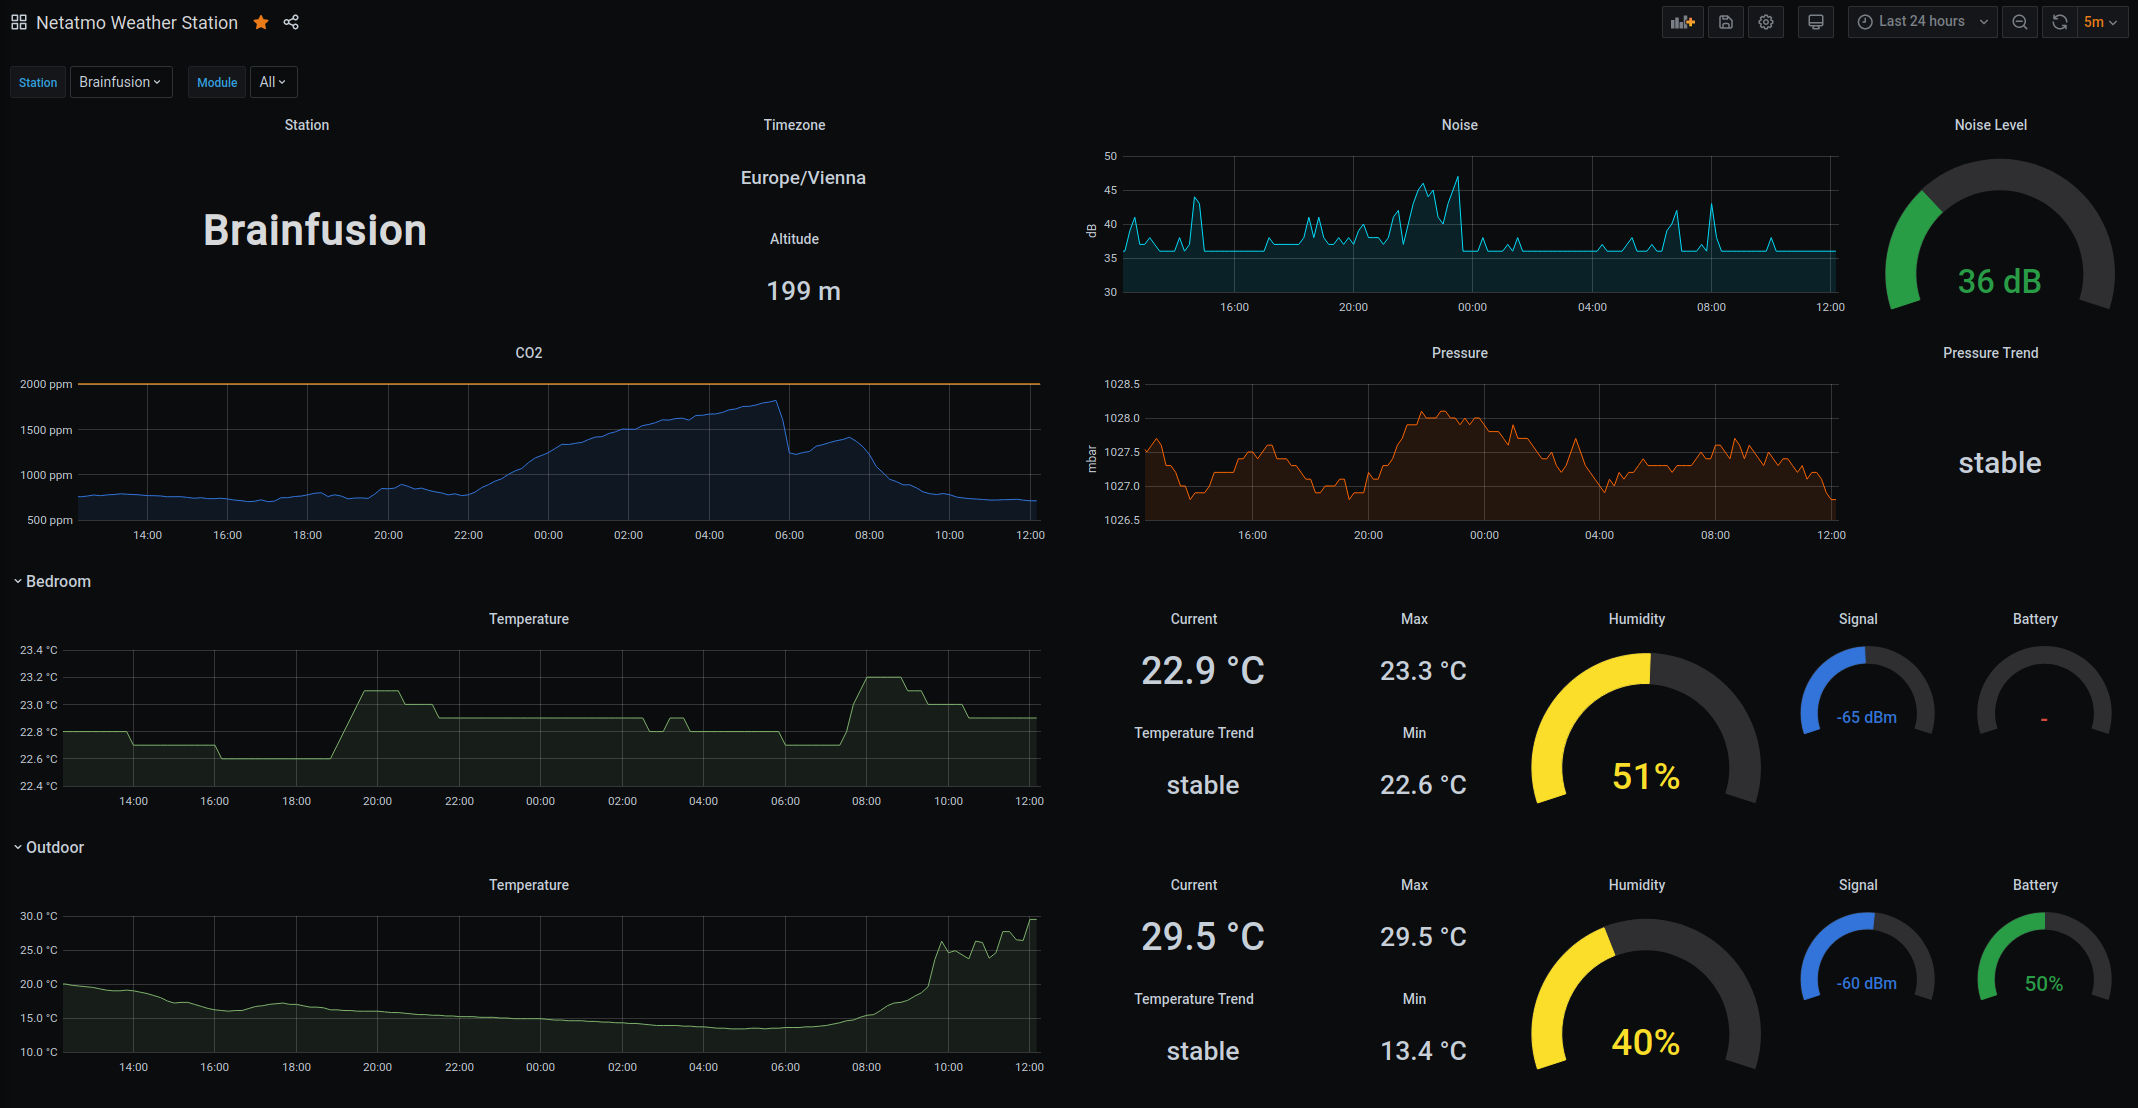 Netatmo Weather Station
Last 24 hours
5m
Station
Brainfusion
Module
All
Station
Brainfusion
Timezone
Europe/Vienna
Altitude
199 m
Noise
dB
50
45
40
35
30
16:00 20:00 00:00 04:00 08:00 12:00
Noise Level
36 dB
CO2
2000 ppm
1500 ppm
1000 ppm
500 ppm
14:00 16:00 18:00 20:00 22:00 00:00 02:00 04:00 06:00 08:00 10:00 12:00
Pressure
mbar
1028.5
1028.0
1027.5
1027.0
1026.5
16:00 20:00 00:00 04:00 08:00 12:00
Pressure Trend
stable
Bedroom
Temperature
23.4 °C
23.2 °C
23.0 °C
22.8 °C
22.6 °C
22.4 °C
14:00 16:00 18:00 20:00 22:00 00:00 02:00 04:00 06:00 08:00 10:00 12:00
Current
22.9 °C
Temperature Trend
stable
Max
23.3 °C
Min
22.6 °C
Humidity
51%
Signal
-65 dBm
Battery
-
Outdoor
Temperature
30.0 °C
25.0 °C
20.0 °C
15.0 °C
10.0 °C
14:00 16:00 18:00 20:00 22:00 00:00 02:00 04:00 06:00 08:00 10:00 12:00
Current
29.5 °C
Temperature Trend
stable
Max
29.5 °C
Min
13.4 °C
Humidity
40%
Signal
-60 dBm
Battery
50%